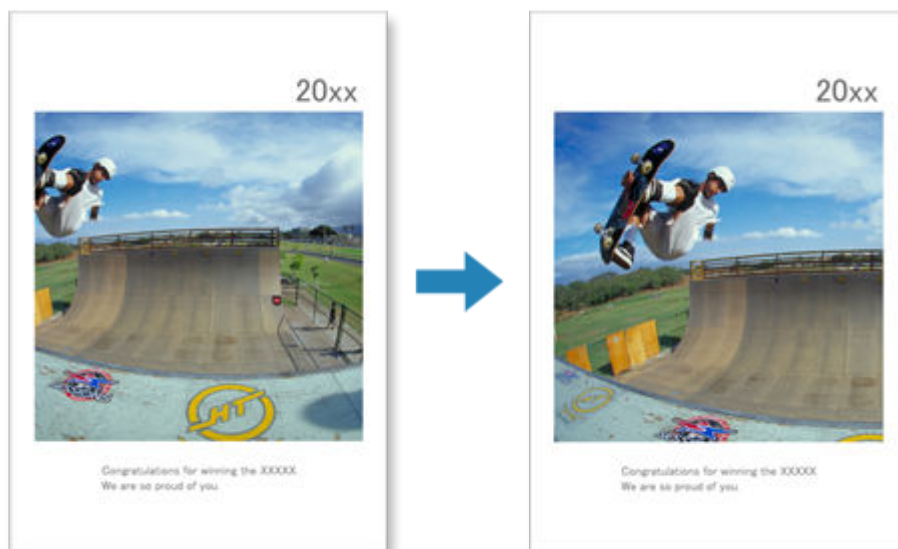 20xx
HT
Congratulations for winning the XXXXX.
We are so proud of you.
20xx
Congratulations for winning the XXXXX.
We are so proud of you.